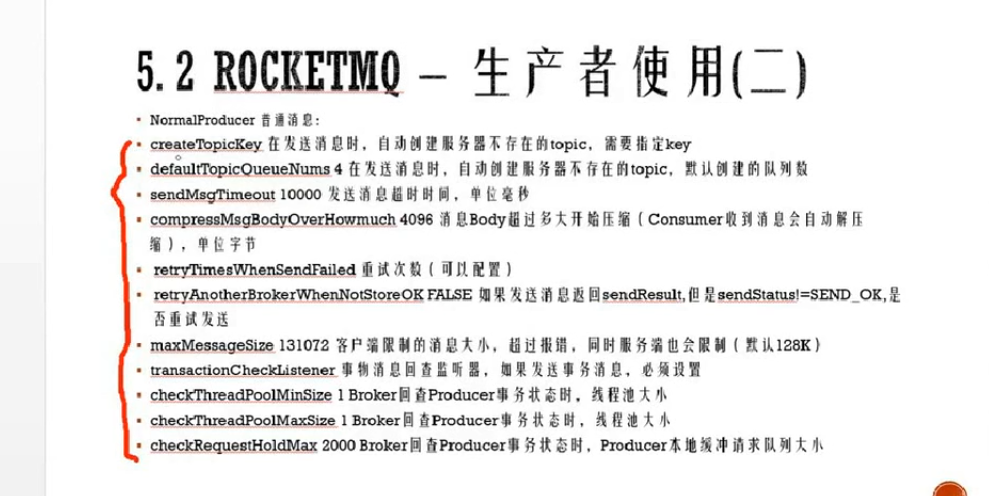 5.2 ROCKETMQ – 生产者使用(二)
NormalProducer 普通消息：
createTopicKey 在发送消息时，自动创建服务器不存在的topic，需要指定key
defaultTopicQueueNums 4 在发送消息时，自动创建服务器不存在的topic，默认创建的队列数
sendMsgTimeout 10000 发送消息超时时间，单位毫秒
compressMsgBodyOverHowmuch 4096 消息Body超过多大开始压缩（Consumer收到消息会自动解压
缩），单位字节
retryTimesWhenSendFailed 重试次数（可以配置）
retryAnotherBrokerWhenNotStoreOK FALSE 如果发送消息返回sendResult,但是sendStatus!=SEND_OK,是
否重试发送
maxMessageSize 131072 客户端限制的消息大小，超过报错，同时服务端也会限制（默认128K）
transactionCheckListener 事物消息回查监听器，如果发送事务消息，必须设置
checkThreadPoolMinSize 1 Broker回查Producer事务状态时，线程池大小
checkThreadPoolMaxSize 1 Broker回查Producer事务状态时，线程池大小
checkRequestHoldMax 2000 Broker回查Producer事务状态时，Producer本地缓冲请求队列大小